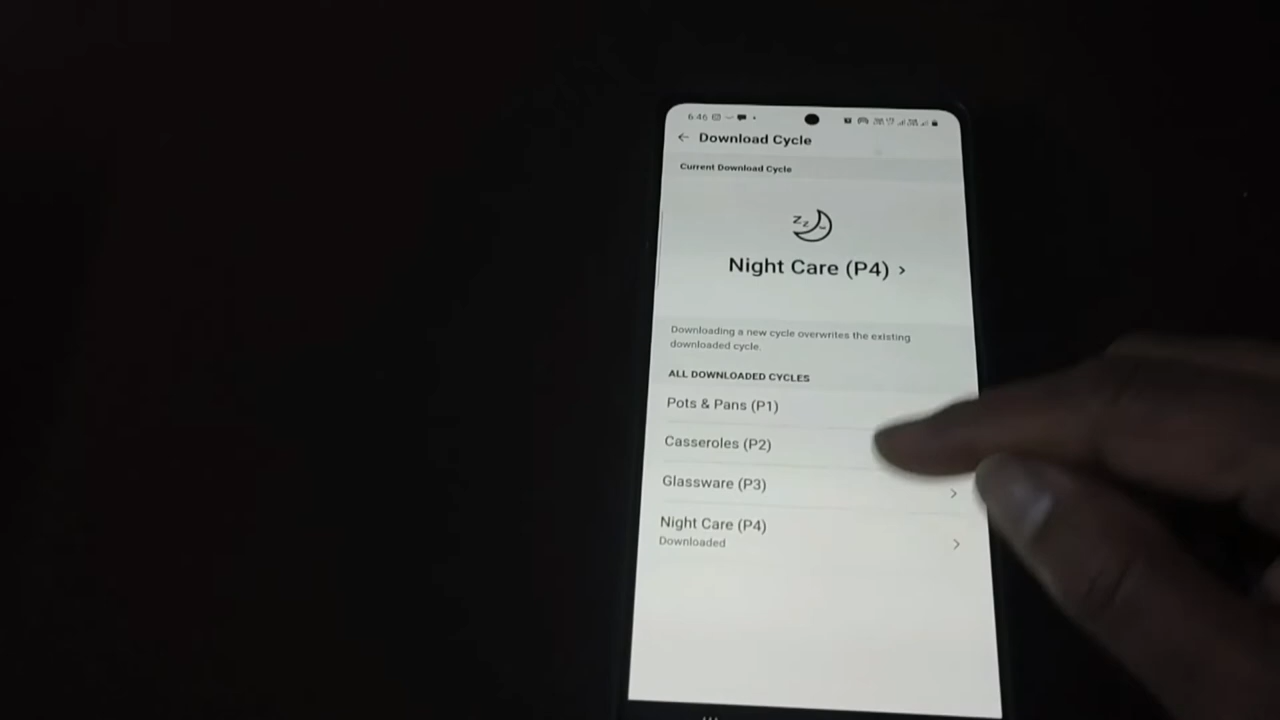 6:46
Download Cycle
Current Download Cycle
Night Care (P4)
Downloading a new cycle overwrites the existing
downloaded cycle.
ALL DOWNLOADED CYCLES
Pots & Pans (P1)
Casseroles (P2)
Glassware (P3)
Night Care (P4)
Downloaded